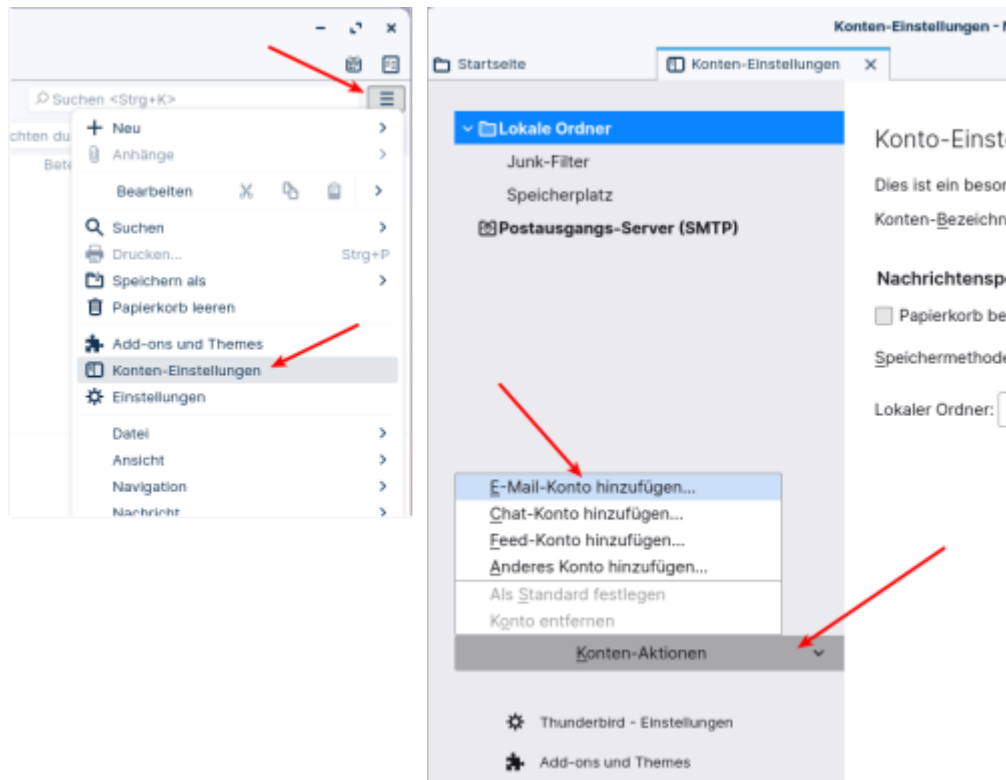 Suchen <Strg+K>
chten du
Bete
Neu
Anhänge
Bearbeiten
Suchen
Drucken... Strg+P
Speichern als
Papierkorb leeren
Add-ons und Themes
Konten-Einstellungen
Einstellungen
Datei
Ansicht
Navigation
Nachricht
Konten-Einstellungen -
Startseite
Konten-Einstellungen
Lokale Ordner
Junk-Filter
Speicherplatz
Postausgangs-Server (SMTP)
Konto-Einst
Dies ist ein beson
Konten-Bezeichn
Nachrichtensp
Papierkorb be
Speichermethode
Lokaler Ordner:
E-Mail-Konto hinzufügen...
Chat-Konto hinzufügen...
Feed-Konto hinzufügen...
Anderes Konto hinzufügen...
Als Standard festlegen
Konto entfernen
Konten-Aktionen
Thunderbird - Einstellungen
Add-ons und Themes